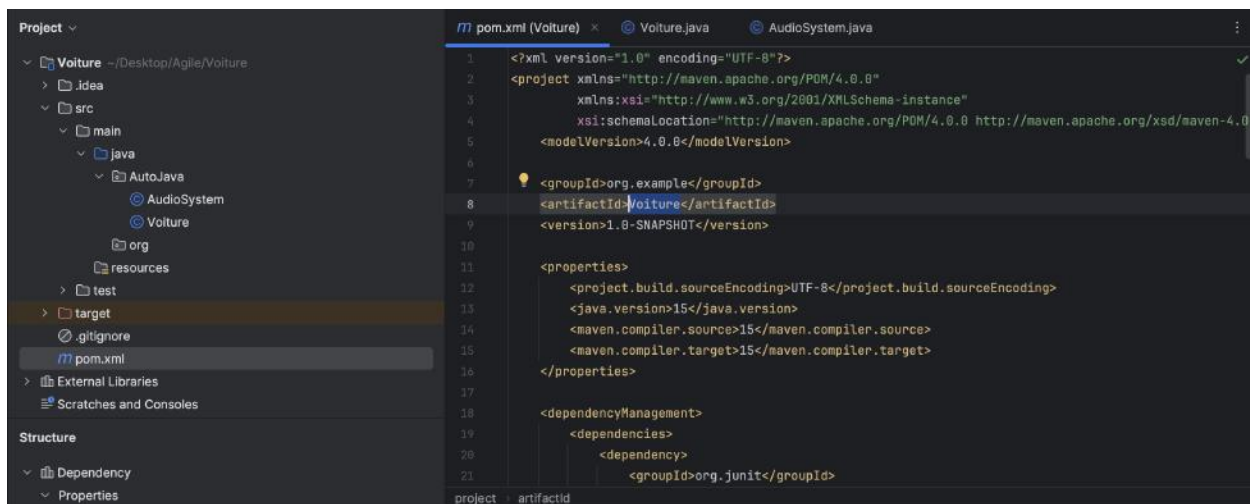 Project
Voiture ~/Desktop/Agile/Voiture
.idea
src
main
java
AutoJava
AudioSystem
Voiture
org
resources
test
target
.gitignore
m pom.xml
External Libraries
Scratches and Consoles
Structure
Dependency
Properties
m pom.xml (Voiture) × © Voiture.java © AudioSystem.java
1 <?xml version="1.0" encoding="UTF-8"?>
2 <project xmlns="http://maven.apache.org/POM/4.0.0"
3 xmlns:xsi="http://www.w3.org/2001/XMLSchema-instance"
4 xsi:schemaLocation="http://maven.apache.org/POM/4.0.0 http://maven.apache.org/xsd/maven-4.0
5 <modelVersion>4.0.0</modelVersion>
6
7 <groupId>org.example</groupId>
8 <artifactId>Voiture</artifactId>
9 <version>1.0-SNAPSHOT</version>
10
11 <properties>
12 <project.build.sourceEncoding>UTF-8</project.build.sourceEncoding>
13 <java.version>15</java.version>
14 <maven.compiler.source>15</maven.compiler.source>
15 <maven.compiler.target>15</maven.compiler.target>
16 </properties>
17
18 <dependencyManagement>
19 <dependencies>
20 <dependency>
21 <groupId>org.junit</groupId>
project › artifactId